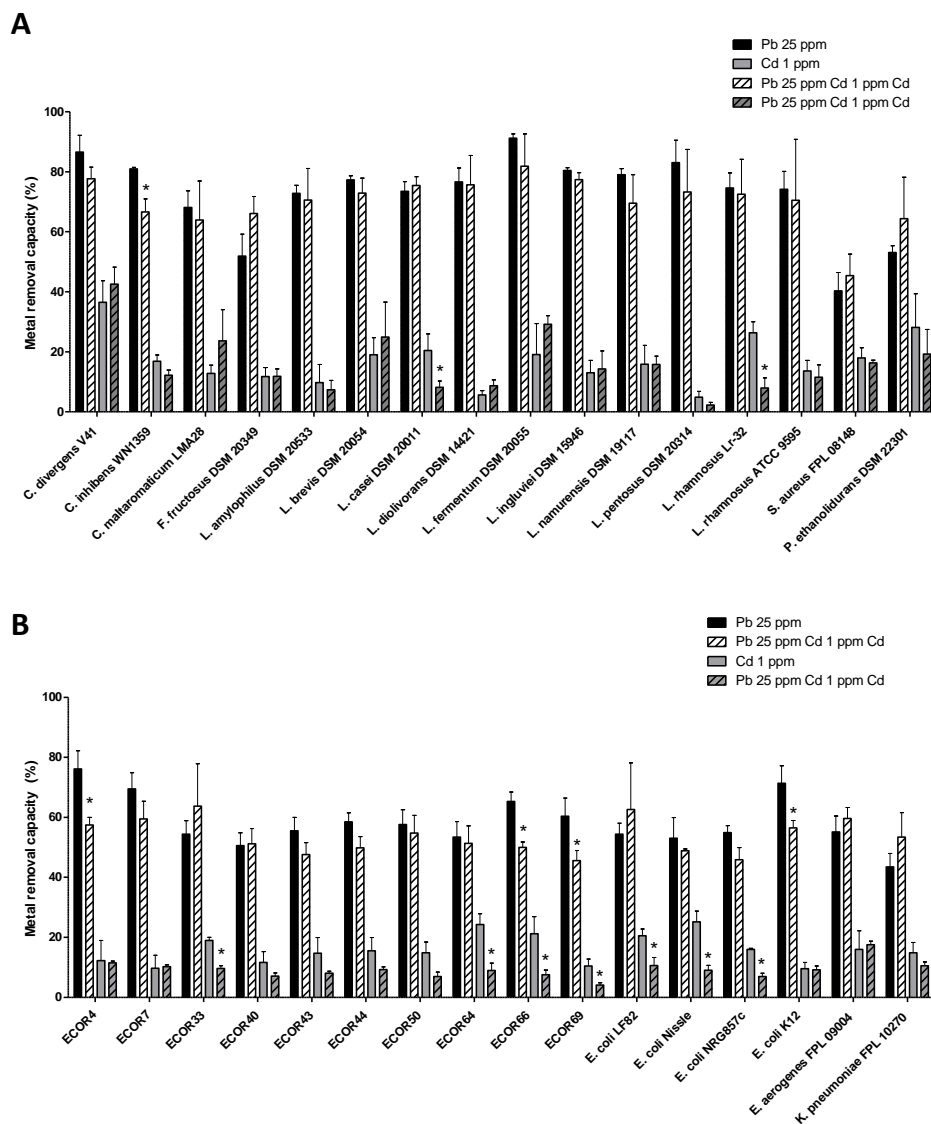 A
Pb 25 ppm
Cd 1 ppm
Pb 25 ppm Cd 1 ppm Cd
Pb 25 ppm Cd 1 ppm Cd
Metal removal capacity (%)
100
80
60
40
20
0
*
*
*
C. divergens V41
C. inhibens WN1359
C. maltaromaticum LMA28
F. fructosus DSM 20349
L. amylophilus DSM 20533
L. brevis DSM 20054
L. casei DSM 20011
L. diolivorans DSM 14421
L. fermentum DSM 20055
L. ingluviei DSM 15946
L. namurensis DSM 19117
L. pentosus DSM 20314
L. rhamnosus Lr-32
L. rhamnosus ATCC 9595
S. aureus FPL 08148
P. ethanolidurans DSM 22301
B
Pb 25 ppm
Pb 25 ppm Cd 1 ppm Cd
Cd 1 ppm
Pb 25 ppm Cd 1 ppm Cd
Metal removal capacity (%)
100
80
60
40
20
0
*
*
*
*
*
*
*
*
*
*
*
ECOR4
ECOR7
ECOR33
ECOR40
ECOR43
ECOR44
ECOR50
ECOR64
ECOR66
ECOR69
E. coli LF82
E. coli Nissle
E. coli NRG857c
E. coli K12
E. aerogenes FPL 09004
K. pneumoniae FPL 10270